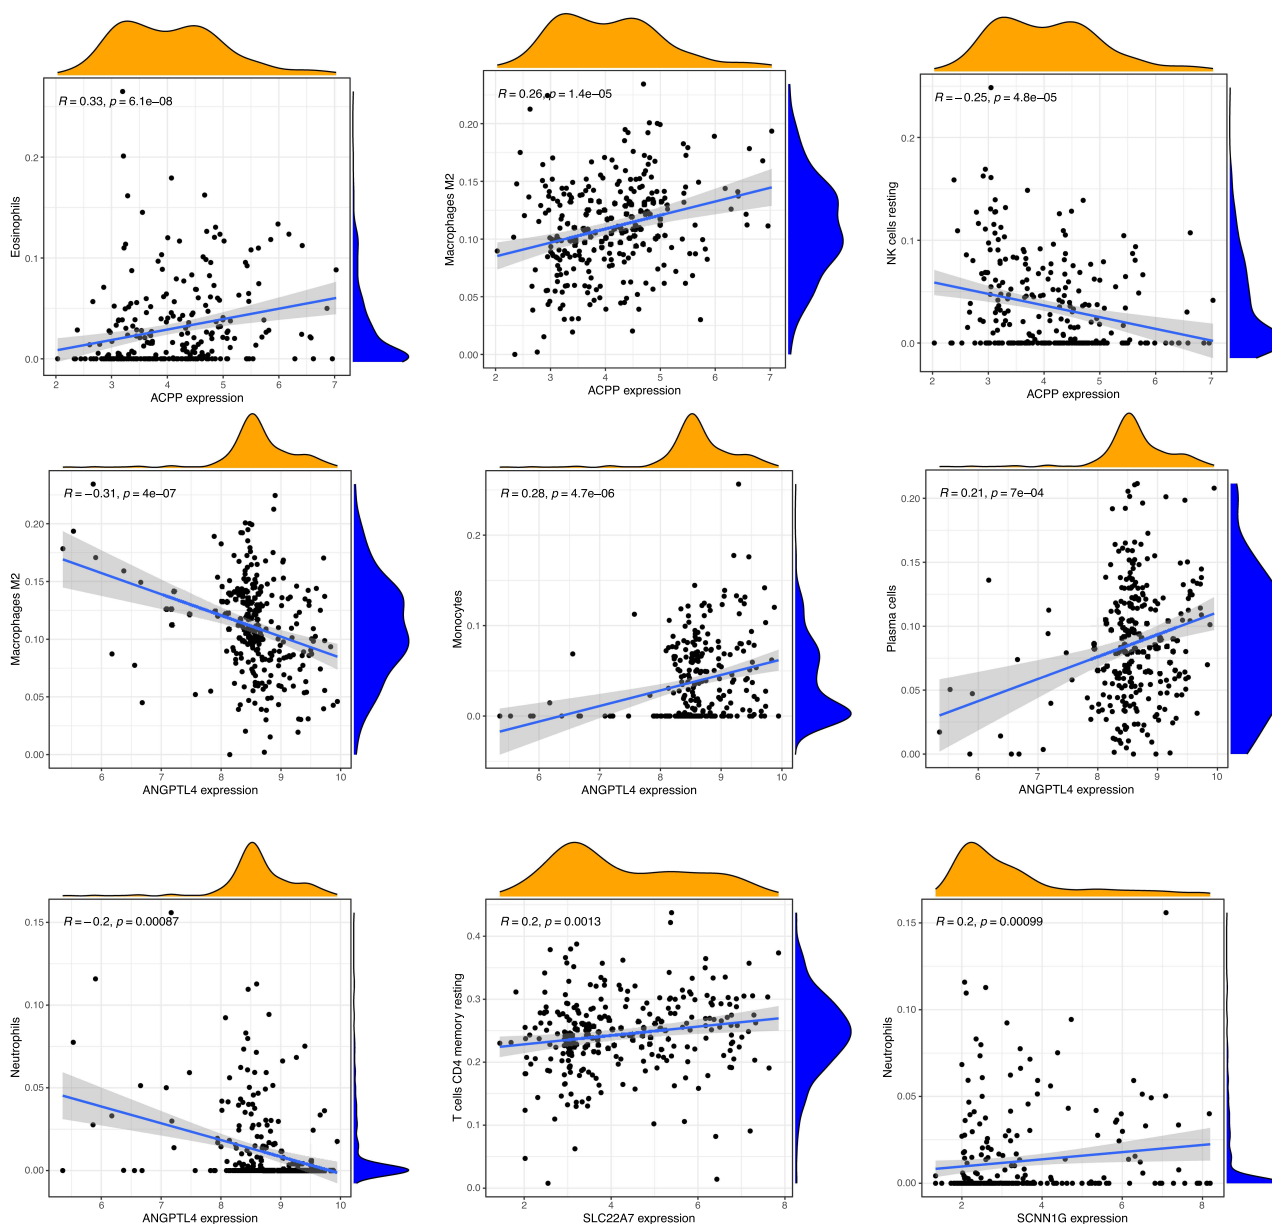 R = 0.33, p = 6.1e−08
Eosinophils
0.2
0.1
0.0
2 3 4 5 6 7
ACPP expression
R = 0.26, p = 1.4e−05
Macrophages M2
0.20
0.15
0.10
0.05
0.00
2 3 4 5 6 7
ACPP expression
R = −0.25, p = 4.8e−05
NK cells resting
0.2
0.1
0.0
2 3 4 5 6 7
ACPP expression
R = −0.31, p = 4e−07
Macrophages M2
0.20
0.15
0.10
0.05
0.00
6 7 8 9 10
ANGPTL4 expression
R = 0.28, p = 4.7e−06
Monocytes
0.2
0.1
0.0
6 7 8 9 10
ANGPTL4 expression
R = 0.21, p = 7e−04
Plasma cells
0.20
0.15
0.10
0.05
0.00
6 7 8 9 10
ANGPTL4 expression
R = −0.2, p = 0.00087
Neutrophils
0.15
0.10
0.05
0.00
6 7 8 9 10
ANGPTL4 expression
R = 0.2, p = 0.0013
T cells CD4 memory resting
0.4
0.3
0.2
0.1
0.0
2 4 6 8
SLC22A7 expression
R = 0.2, p = 0.00099
Neutrophils
0.15
0.10
0.05
0.00
2 4 6 8
SCNN1G expression